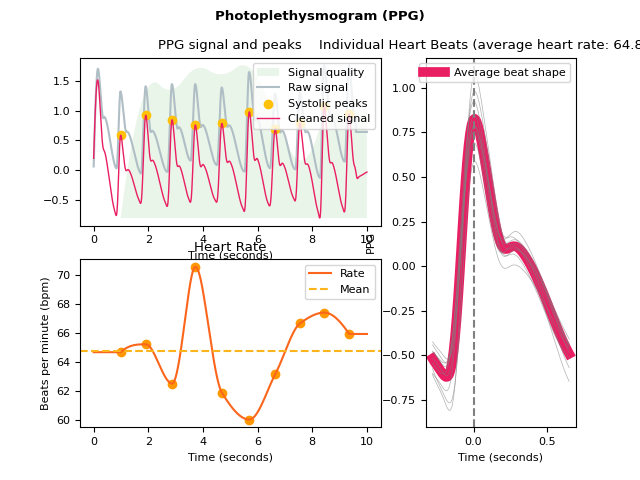 Photoplethysmogram (PPG)
PPG signal and peaks
Individual Heart Beats (average heart rate: 64.8
Signal quality
Raw signal
Systolic peaks
Cleaned signal
1.5
1.0
0.5
0.0
−0.5
0 2 4 6 8 10
Time (seconds)
Heart Rate
Rate
Mean
Beats per minute (bpm)
70
68
66
64
62
60
0 2 4 6 8 10
Time (seconds)
PPG
Average beat shape
1.00
0.75
0.50
0.25
0.00
−0.25
−0.50
−0.75
0.0 0.5
Time (seconds)